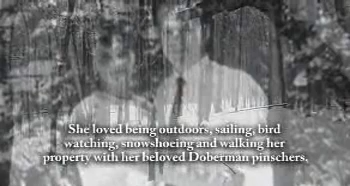 She loved being outdoors, sailing, bird
watching, snowshoeing and walking her
property with her beloved Doberman pinschers.